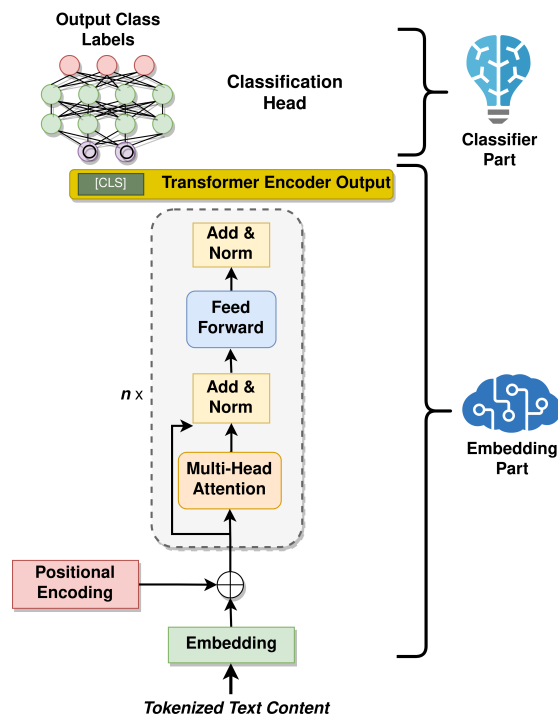 Output Class
Labels
Classification
Head
Classifier
Part
[CLS]
Transformer Encoder Output
Add &
Norm
Feed
Forward
n x
Add &
Norm
Embedding
Part
Multi-Head
Attention
Positional
Encoding
Embedding
Tokenized Text Content